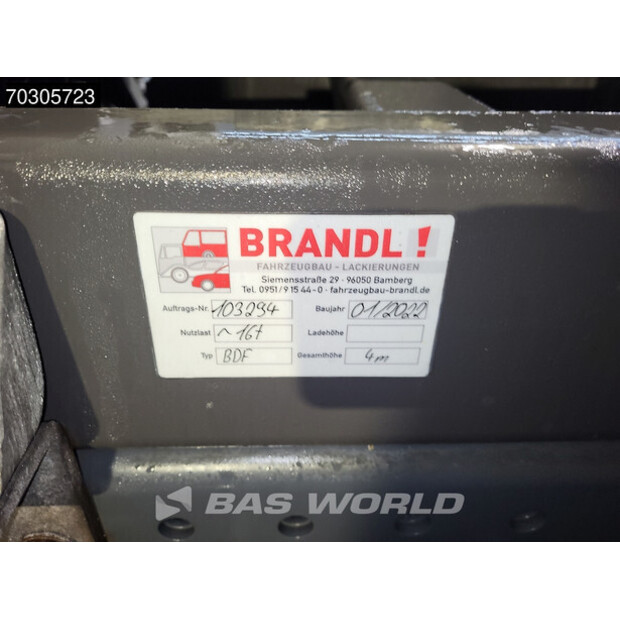 70305723
BRANDL!
FAHRZEUGBAU - LACKIERUNGEN
Siemensstraße 29 · 96050 Bamberg
Tel. 0951/9 15 44-0 · fahrzeugbau-brandl.de
Auftrags-Nr. 103294 Baujahr 01/2022
Nutzlast ~ 16t Ladehöhe
Typ BDF Gesamthöhe 4m
BAS WORLD